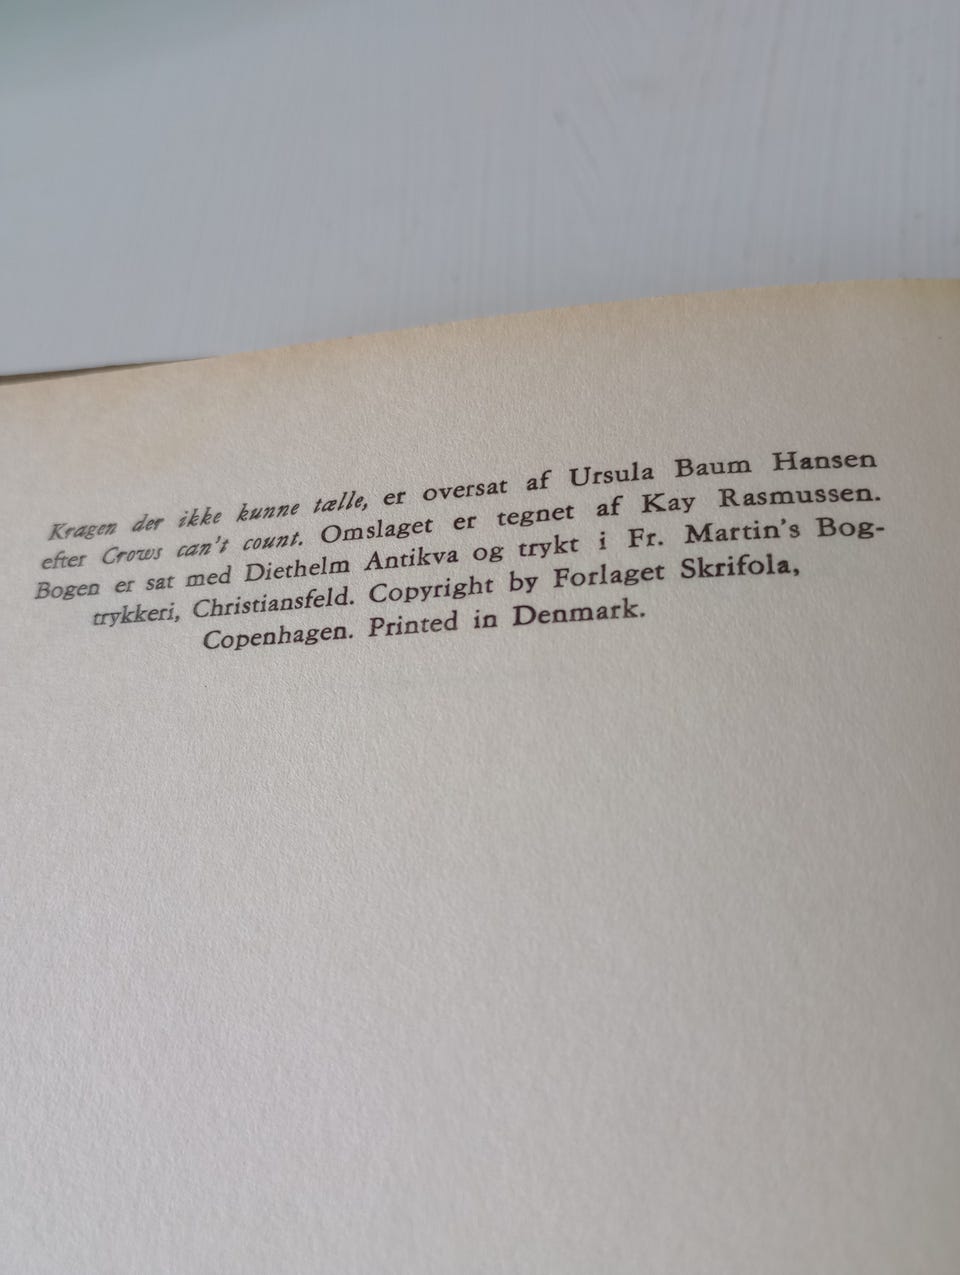 Kragen der ikke kunne tælle, er oversat af Ursula Baum Hansen
efter Crows can't count. Omslaget er tegnet af Kay Rasmussen.
Bogen er sat med Diethelm Antikva og trykt i Fr. Martin's Bog-
trykkeri, Christiansfeld. Copyright by Forlaget Skrifola,
Copenhagen. Printed in Denmark.